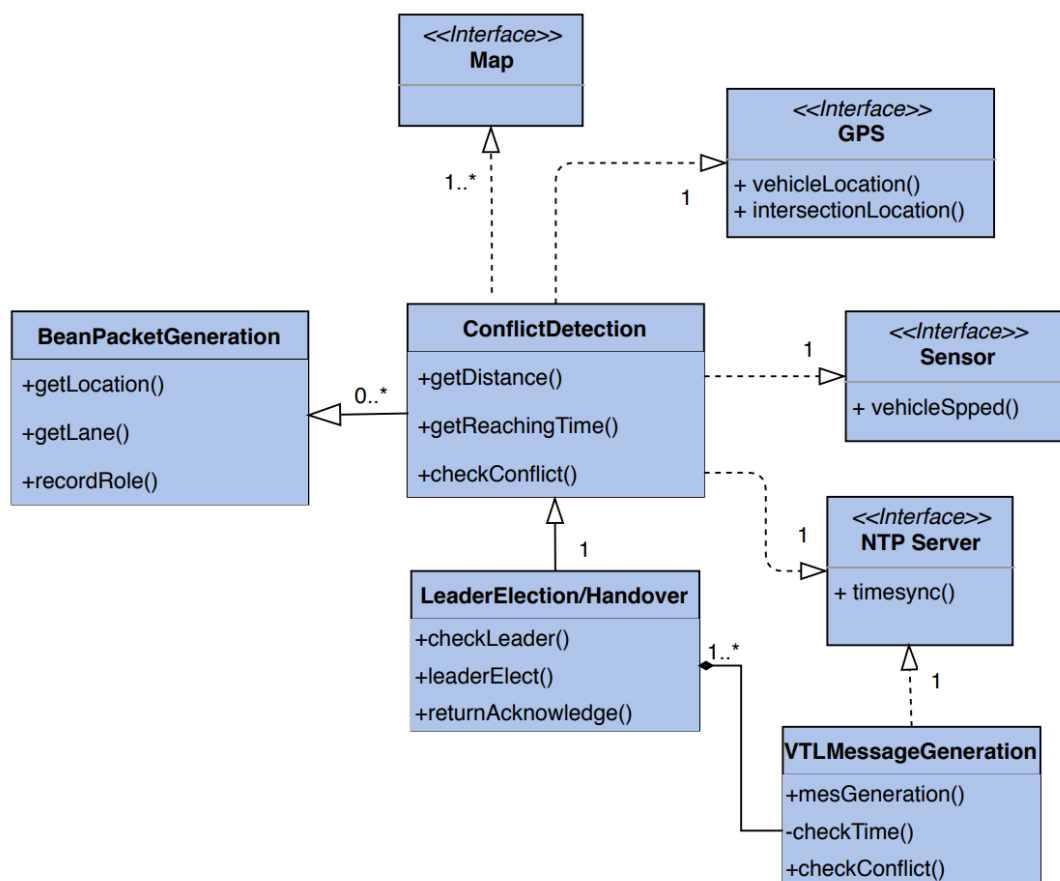 <<Interface>>
Map
<<Interface>>
GPS
+ vehicleLocation()
+ intersectionLocation()
1..*
1
BeanPacketGeneration
+getLocation()
+getLane()
+recordRole()
0..*
ConflictDetection
+getDistance()
+getReachingTime()
+checkConflict()
1
<<Interface>>
Sensor
+ vehicleSpped()
1
<<Interface>>
NTP Server
+ timesync()
1
LeaderElection/Handover
+checkLeader()
+leaderElect()
+returnAcknowledge()
1..*
1
VTLMessageGeneration
+mesGeneration()
-checkTime()
+checkConflict()